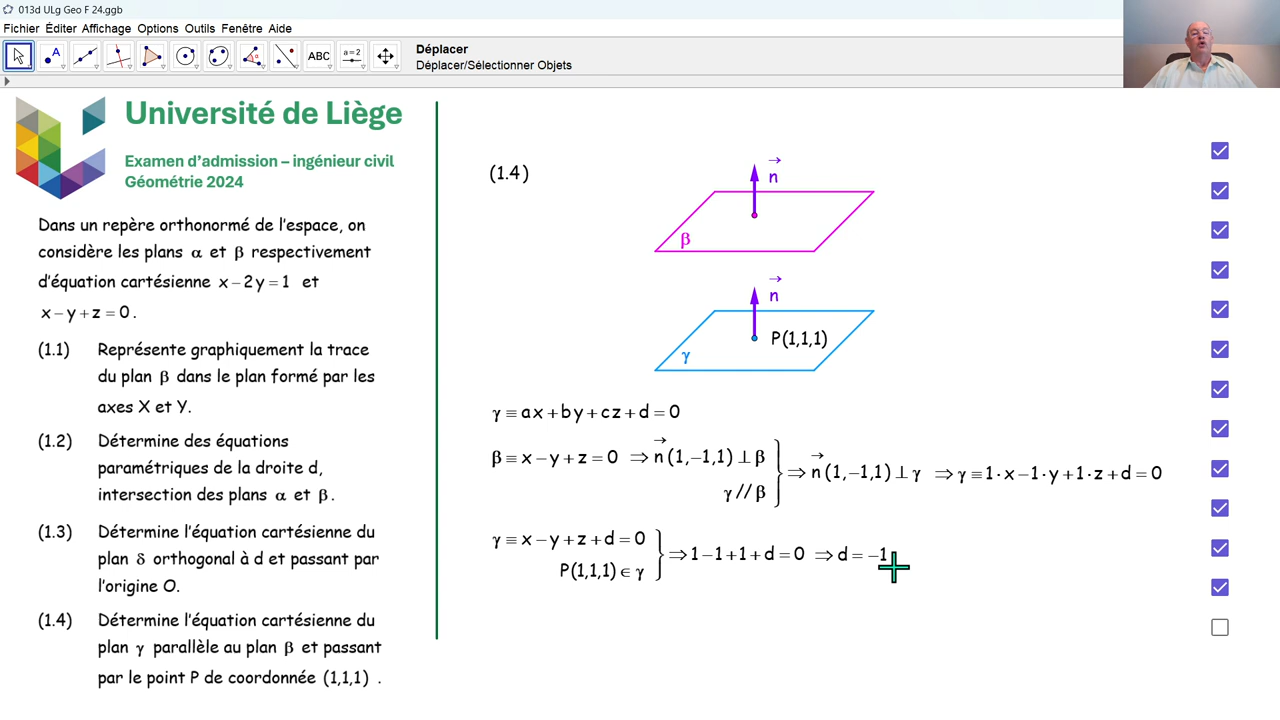 013d ULg Geo F 24.ggb
Fichier Éditer Affichage Options Outils Fenêtre Aide
A ABC a=2 Déplacer
Déplacer/Sélectionner Objets
Université de Liège
Examen d'admission – ingénieur civil
Géométrie 2024
Dans un repère orthonormé de l'espace, on
considère les plans α et β respectivement
d'équation cartésienne x−2y=1 et
x−y+z=0.
(1.1) Représente graphiquement la trace
du plan β dans le plan formé par les
axes X et Y.
(1.2) Détermine des équations
paramétriques de la droite d,
intersection des plans α et β.
(1.3) Détermine l'équation cartésienne du
plan δ orthogonal à d et passant par
l'origine O.
(1.4) Détermine l'équation cartésienne du
plan γ parallèle au plan β et passant
par le point P de coordonnée (1,1,1) .
(1.4)
n⃗
β
n⃗
P(1,1,1)
γ
γ≡ax+by+cz+d=0
β≡x−y+z=0 ⇒n⃗(1,−1,1)⊥β
γ//β
} ⇒n⃗(1,−1,1)⊥γ ⇒γ≡1·x−1·y+1·z+d=0
γ≡x−y+z+d=0
P(1,1,1)∈γ
} ⇒1−1+1+d=0 ⇒d=−1